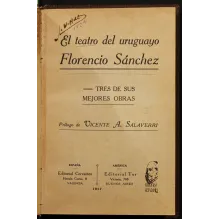 El teatro del uruguayo
Florencio Sánchez
— TRES DE SUS
MEJORES OBRAS
Prólogo de VICENTE A. SALAVERRI
ESPAÑA
Editorial Cervantes
VALENCIA
AMÉRICA
Editorial Tor
BUENOS AIRES